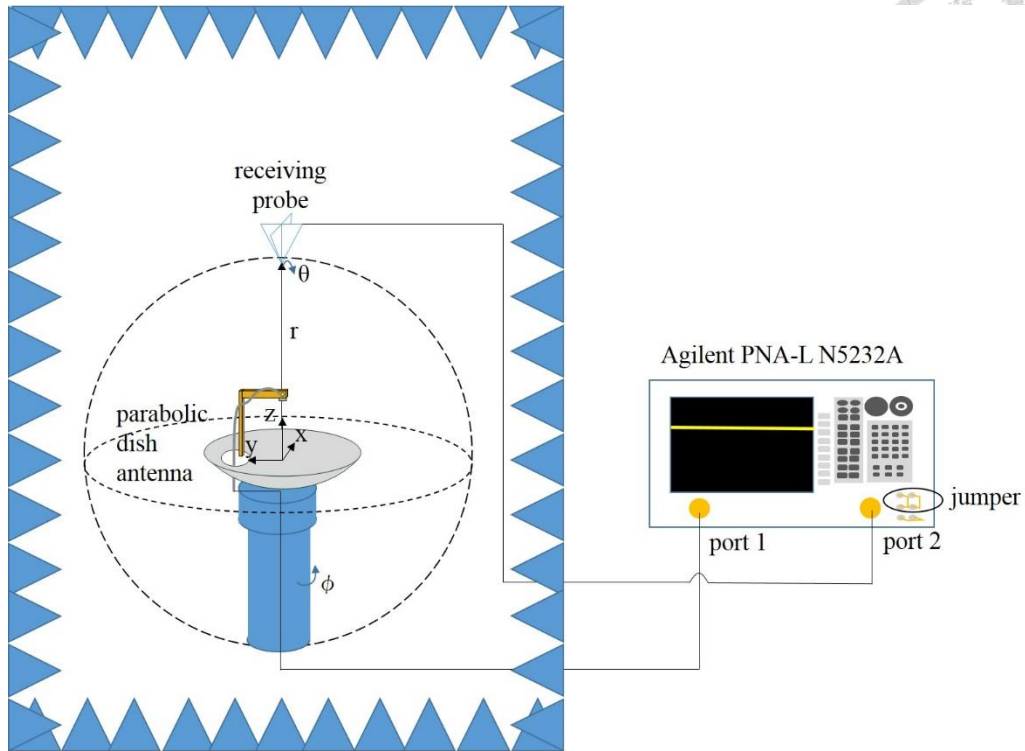 receiving
probe
θ
r
Agilent PNA-L N5232A
parabolic
dish
antenna
z
x
y
jumper
port 1
port 2
ϕ